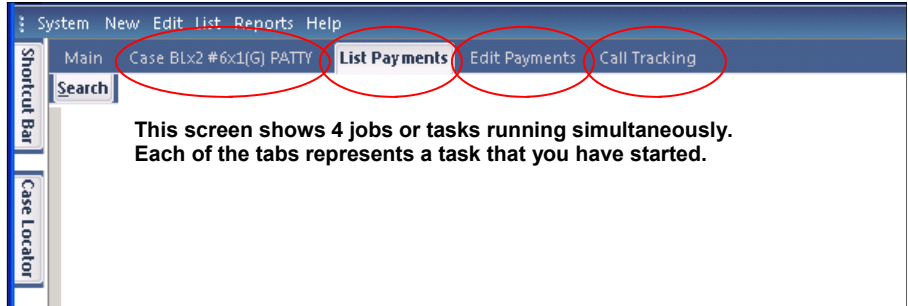 System New Edit List Reports Help
Main Case BLx2 #6x1(G) PATTY List Payments Edit Payments Call Tracking
Search
Shortcut Bar
Case Locator
This screen shows 4 jobs or tasks running simultaneously.
Each of the tabs represents a task that you have started.